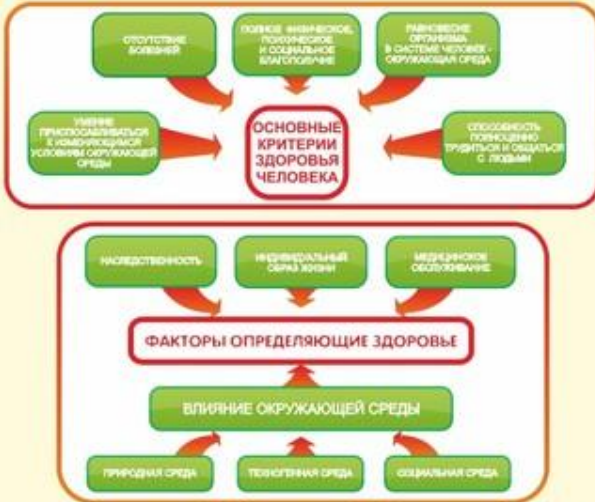 ОТСУТСТВИЕ
БОЛЕЗНЕЙ
ПОЛНОЕ ФИЗИЧЕСКОЕ,
ПСИХИЧЕСКОЕ
И СОЦИАЛЬНОЕ
БЛАГОПОЛУЧИЕ
РАВНОВЕСИЕ
ОРГАНИЗМА
В СИСТЕМЕ ЧЕЛОВЕК -
ОКРУЖАЮЩАЯ СРЕДА
УМЕНИЕ
ПРИСПОСАБЛИВАТЬСЯ
К ИЗМЕНЯЮЩИМСЯ
УСЛОВИЯМ ОКРУЖАЮЩЕЙ
СРЕДЫ
ОСНОВНЫЕ
КРИТЕРИИ
ЗДОРОВЬЯ
ЧЕЛОВЕКА
СПОСОБНОСТЬ
ПОЛНОЦЕННО
ТРУДИТЬСЯ И ОБЩАТЬСЯ
С ЛЮДЬМИ
НАСЛЕДСТВЕННОСТЬ
ИНДИВИДУАЛЬНЫЙ
ОБРАЗ ЖИЗНИ
МЕДИЦИНСКОЕ
ОБСЛУЖИВАНИЕ
ФАКТОРЫ ОПРЕДЕЛЯЮЩИЕ ЗДОРОВЬЕ
ВЛИЯНИЕ ОКРУЖАЮЩЕЙ СРЕДЫ
ПРИРОДНАЯ СРЕДА
ТЕХНОГЕННАЯ СРЕДА
СОЦИАЛЬНАЯ СРЕДА